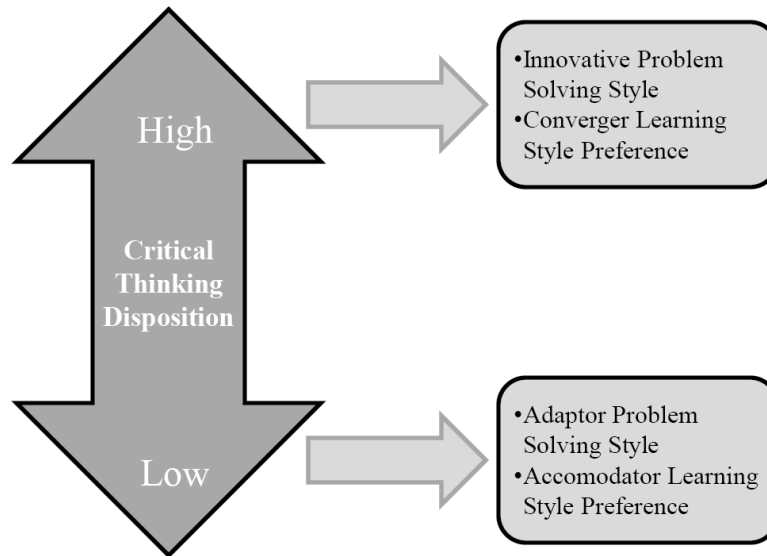 High
•Innovative Problem
Solving Style
•Converger Learning
Style Preference
Critical
Thinking
Disposition
•Adaptor Problem
Solving Style
•Accomodator Learning
Style Preference
Low